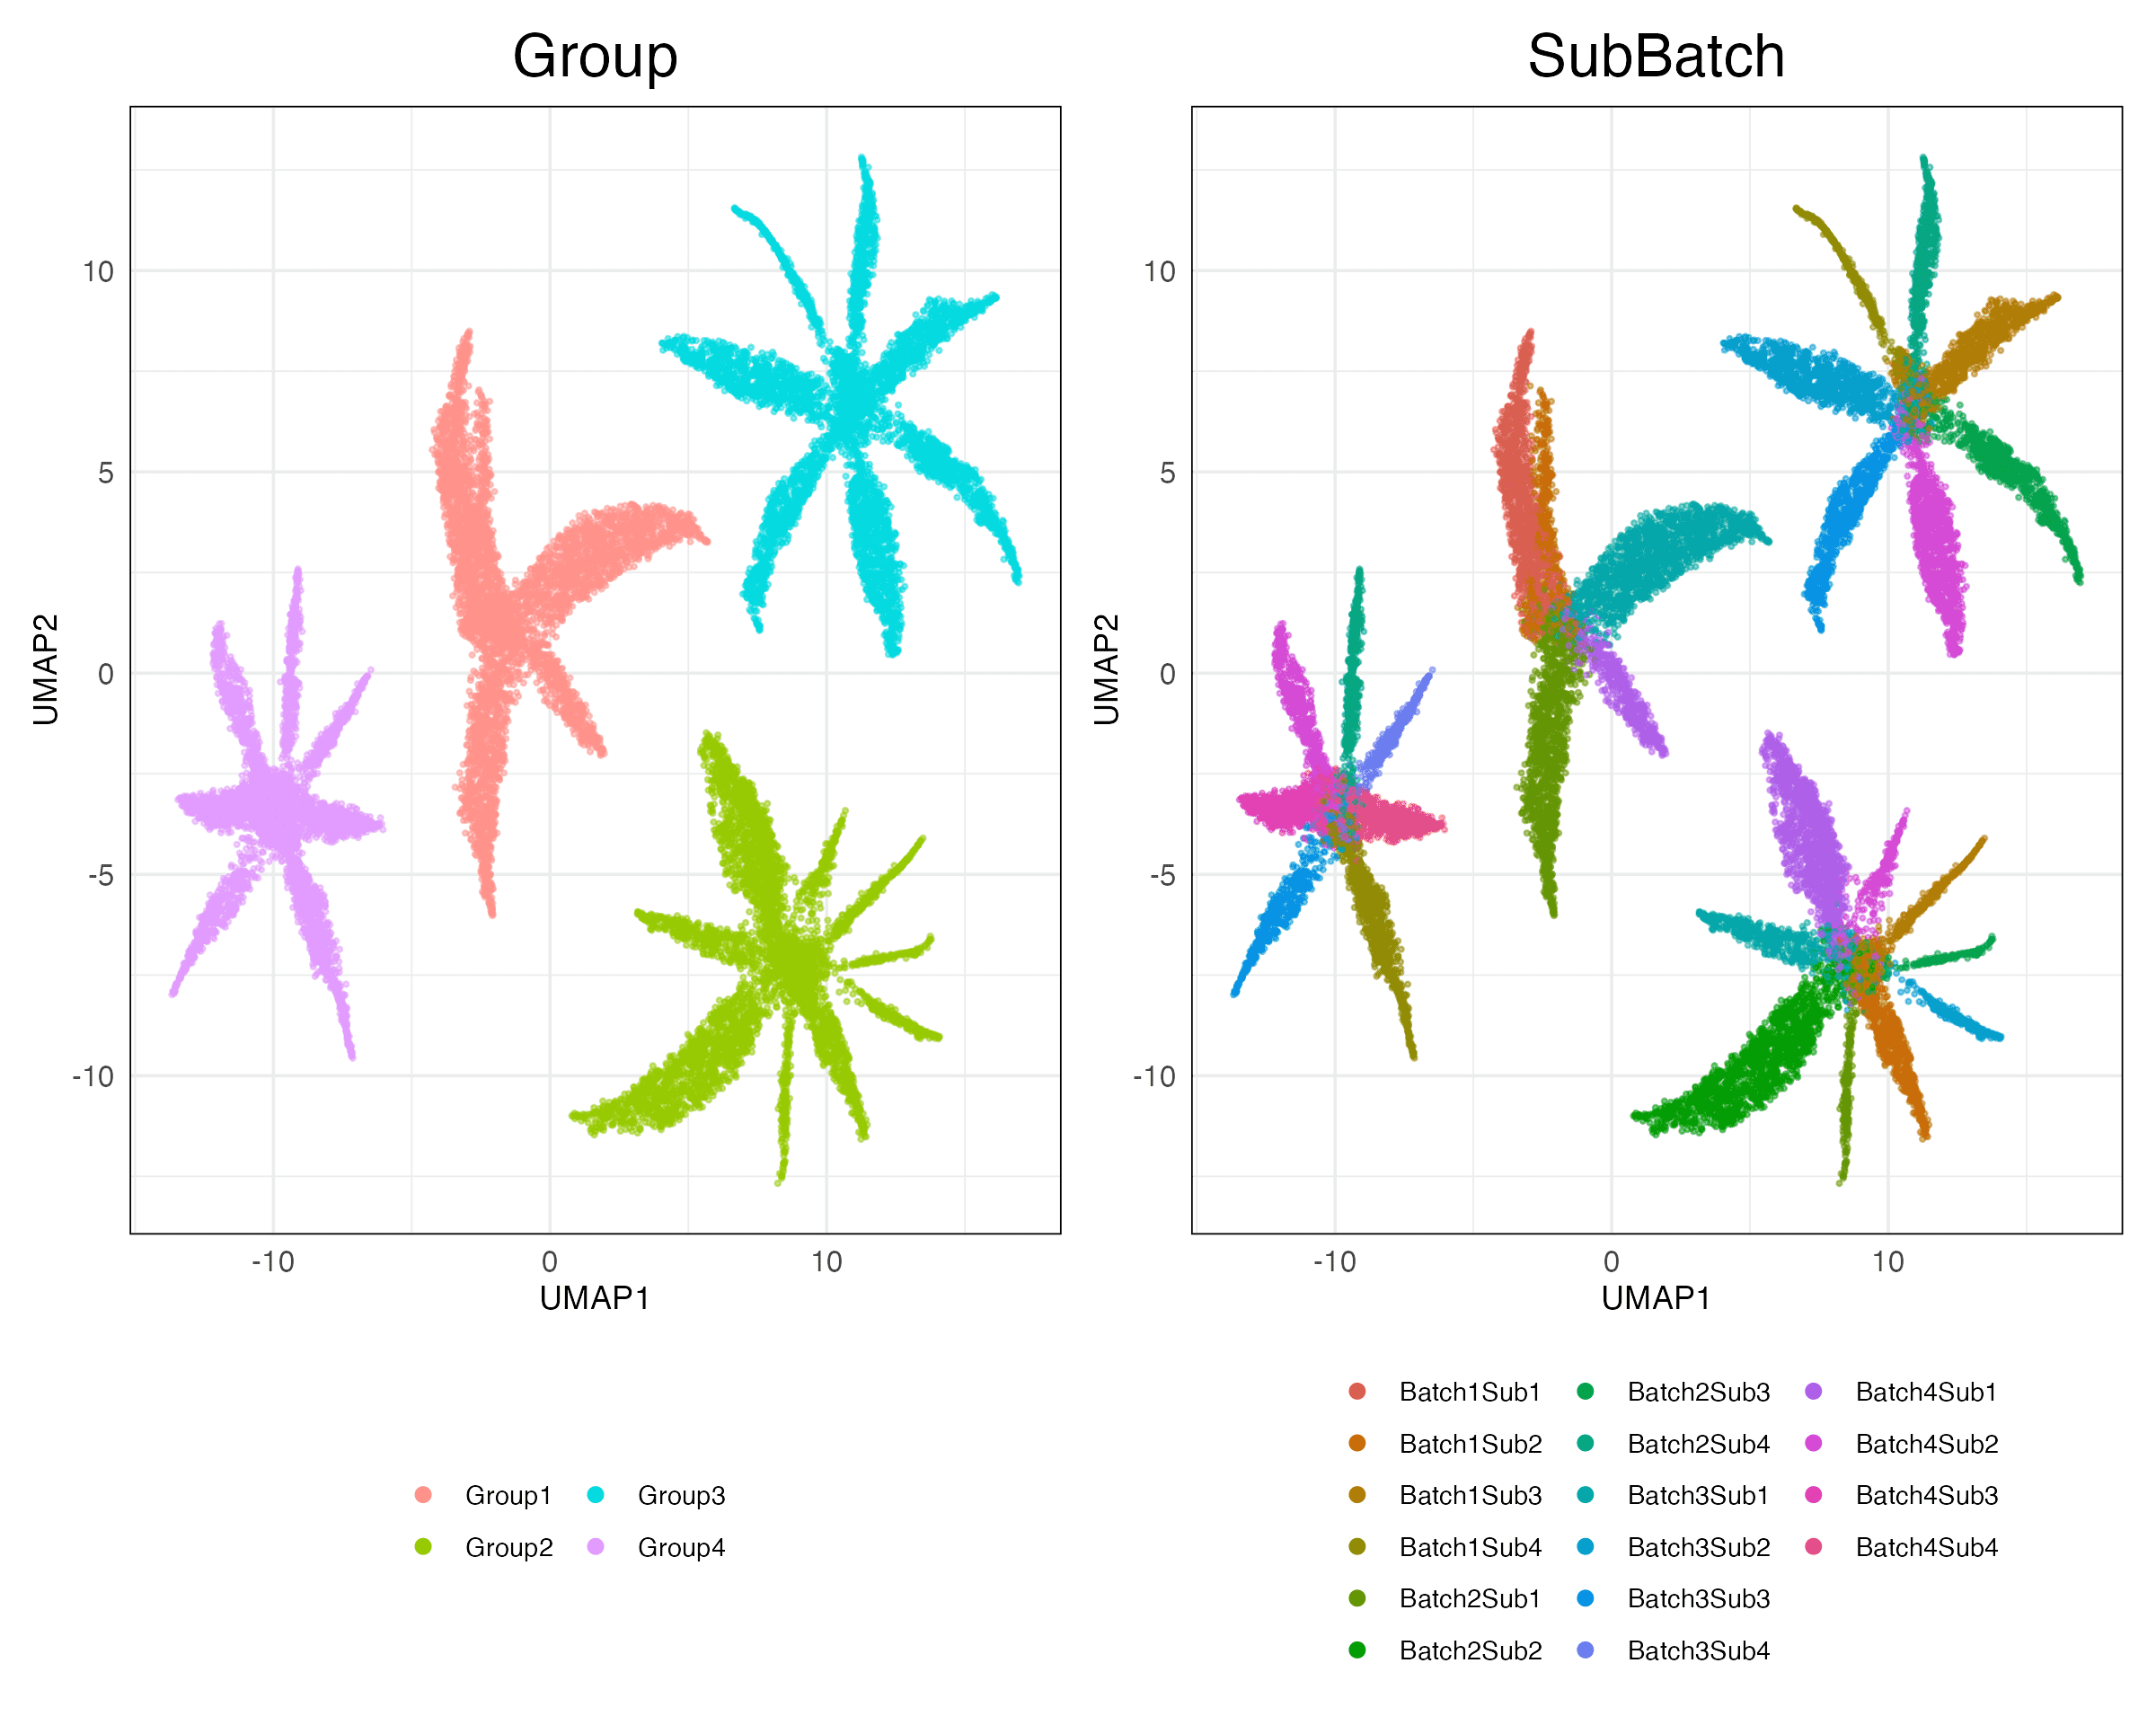 Group
SubBatch
10
5
0
-5
-10
UMAP2
-10 0 10
UMAP1
10
5
0
-5
-10
UMAP2
-10 0 10
UMAP1
Group1 Group3
Group2 Group4
Batch1Sub1 Batch2Sub3 Batch4Sub1
Batch1Sub2 Batch2Sub4 Batch4Sub2
Batch1Sub3 Batch3Sub1 Batch4Sub3
Batch1Sub4 Batch3Sub2 Batch4Sub4
Batch2Sub1 Batch3Sub3
Batch2Sub2 Batch3Sub4